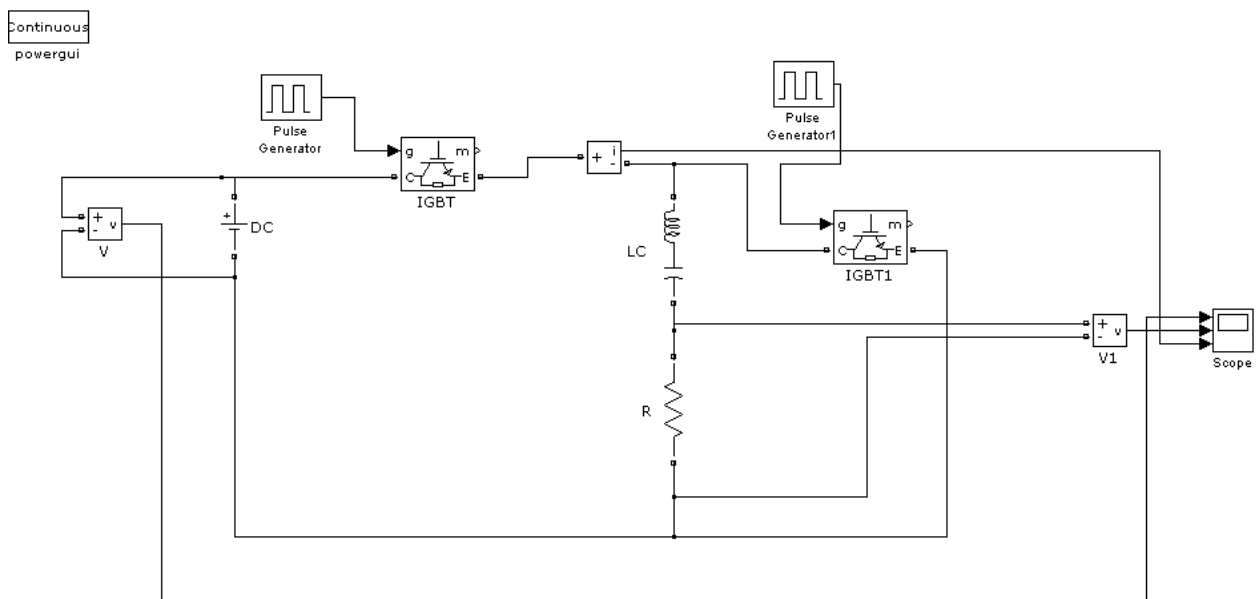 Continuous
powergui
Pulse
Generator
Pulse
Generator1
g
m
C
E
IGBT
+
i
-
g
m
C
E
IGBT1
+
-
v
V
+
DC
LC
+
-
v
V1
Scope
R